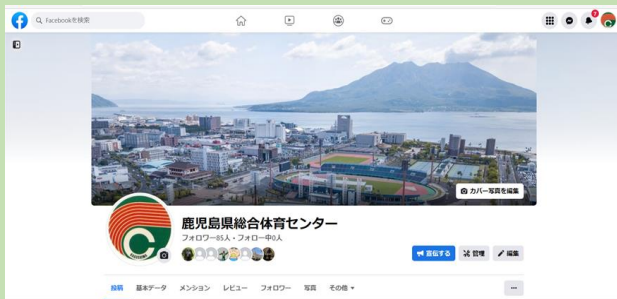 Facebookを検索
2
カバー写真を編集
鹿児島県総合体育センター
フォロワー85人・フォロー中0人
宣伝する 管理 編集
投稿 基本データ メンション レビュー フォロワー 写真 その他